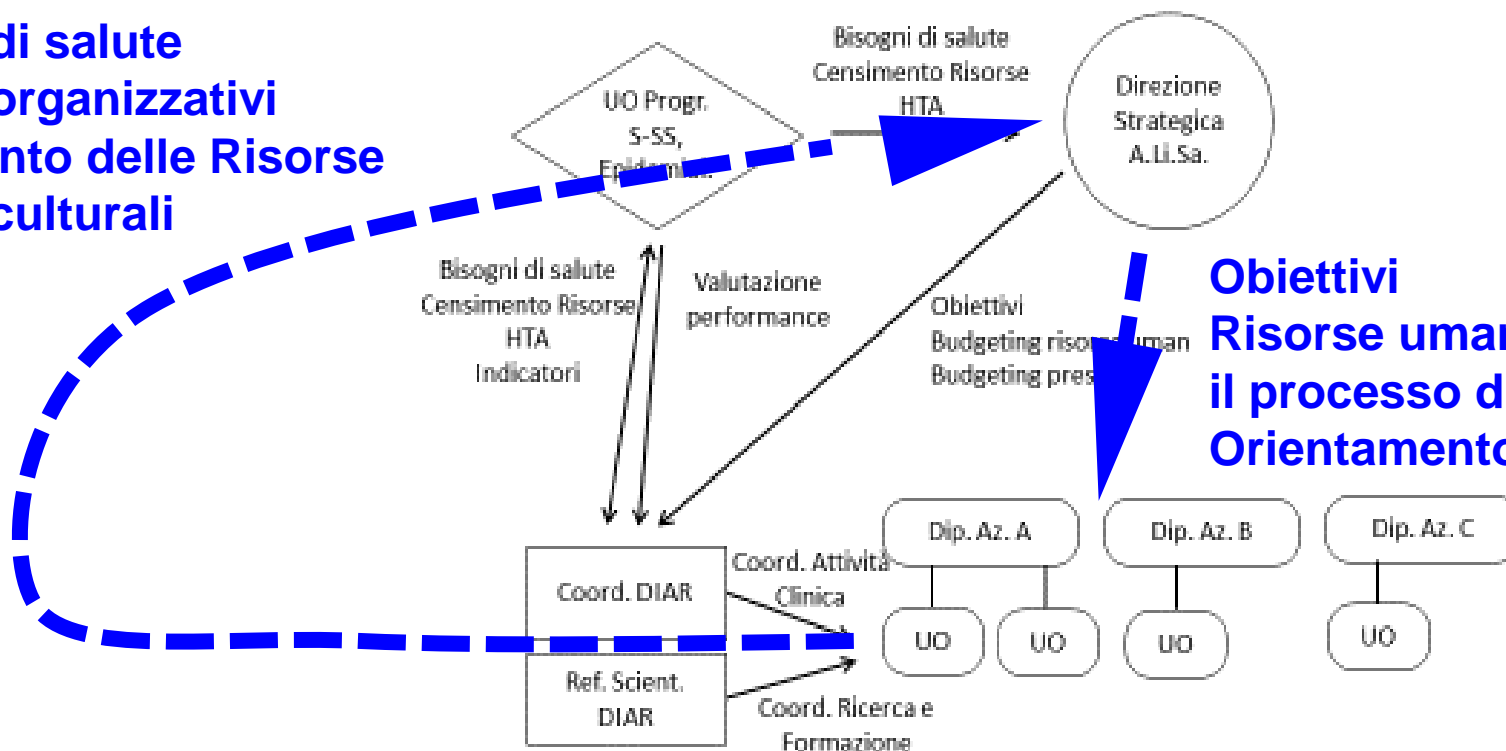 di salute
organizzativi
nto delle Risorse
culturali
UO Progr.
S-SS,
Bisogni di salute
Censimento Risorse
HTA
Direzione
Strategica
A.Li.Sa.
Bisogni di salute
Censimento Risorse
HTA
Indicatori
Valutazione
performance
Obiettivi
Budgeting uman
Budgeting
Obiettivi
Risorse uma
il processo d
Orientamento
Dip. Az. A
Dip. Az. B
Dip. Az. C
Coord. DIAR
Coord. Attività
Clinica
UO
UO
UO
UO
Ref. Scient.
DIAR
Coord. Ricerca e
Formazione